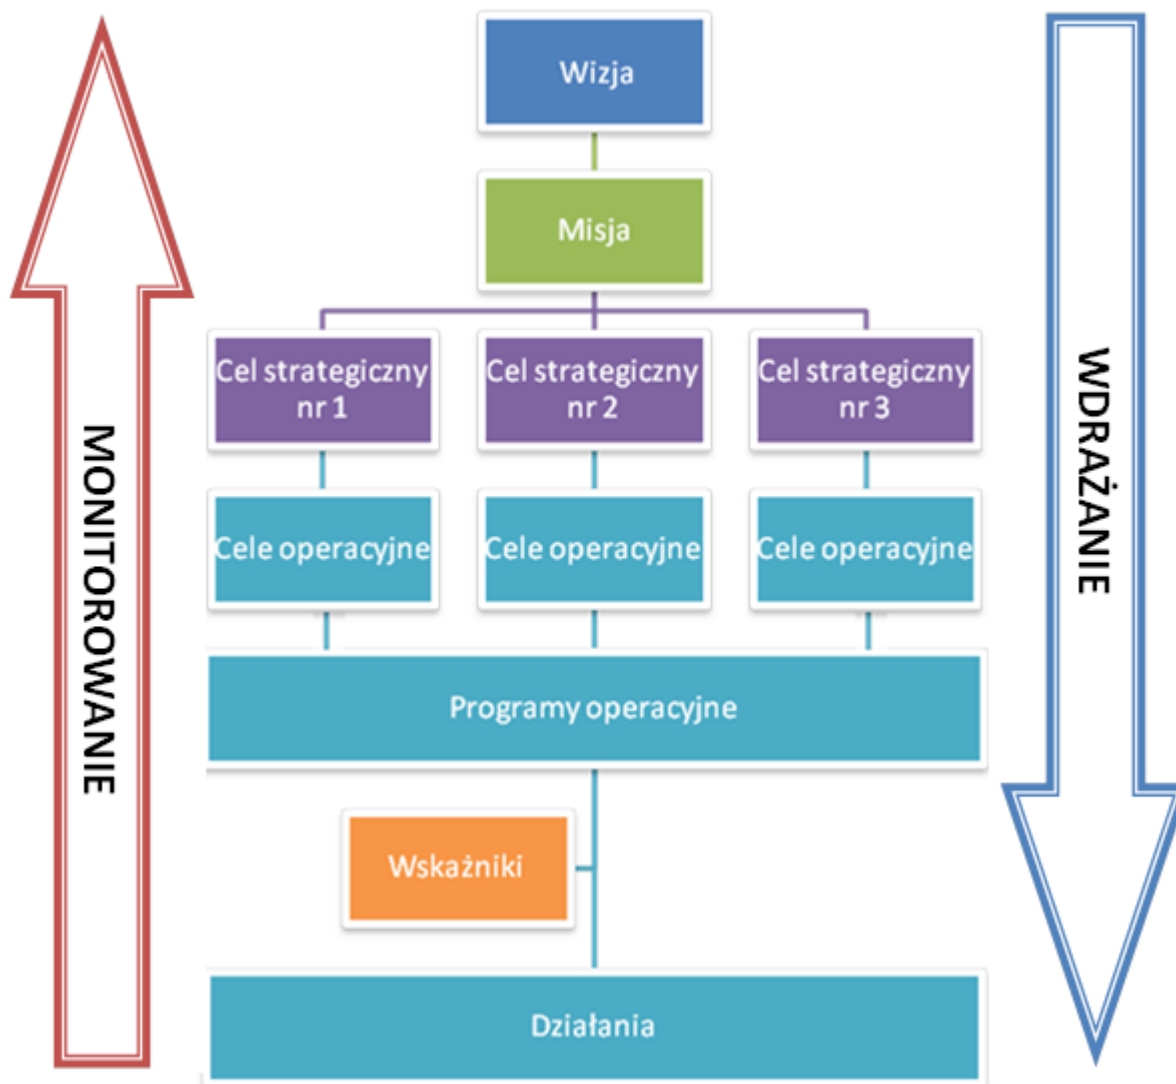 Wizja
Misja
Cel strategiczny
nr 1
Cel strategiczny
nr 2
Cel strategiczny
nr 3
Cele operacyjne
Cele operacyjne
Cele operacyjne
Programy operacyjne
Wskażniki
Działania
MONITOROWANIE
WDRAŻANIE